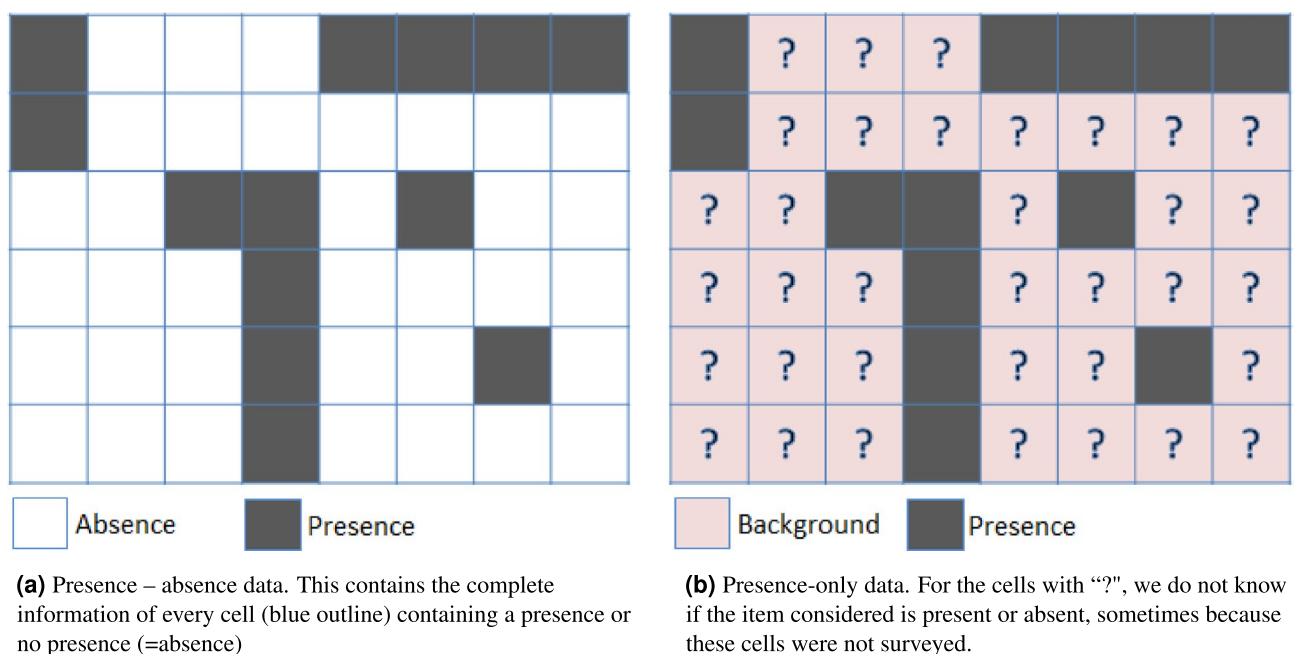 ? ? ?
? ? ? ? ? ? ?
? ? ? ? ?
? ? ? ? ? ? ?
? ? ? ? ? ?
? ? ? ? ? ? ?
Absence Presence
Background Presence
(a) Presence – absence data. This contains the complete
information of every cell (blue outline) containing a presence or
no presence (=absence)
(b) Presence-only data. For the cells with “?", we do not know
if the item considered is present or absent, sometimes because
these cells were not surveyed.